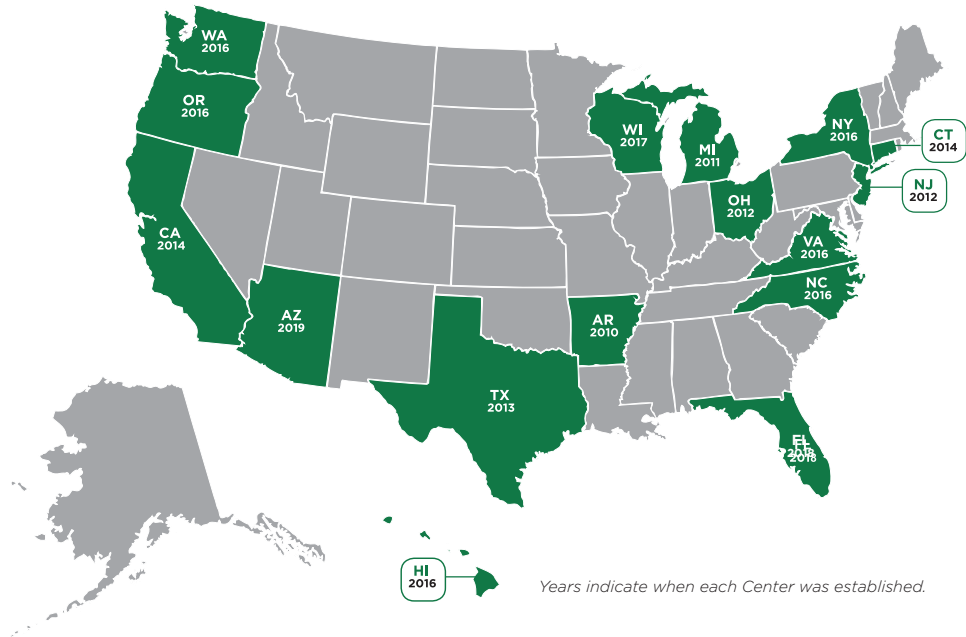 WA
2016
OR
2016
CA
2014
AZ
2019
TX
2013
AR
2010
WI
2017
MI
2011
OH
2012
NY
2016
CT
2014
NJ
2012
VA
2016
NC
2016
FL
HI
2016
Years indicate when each Center was established.